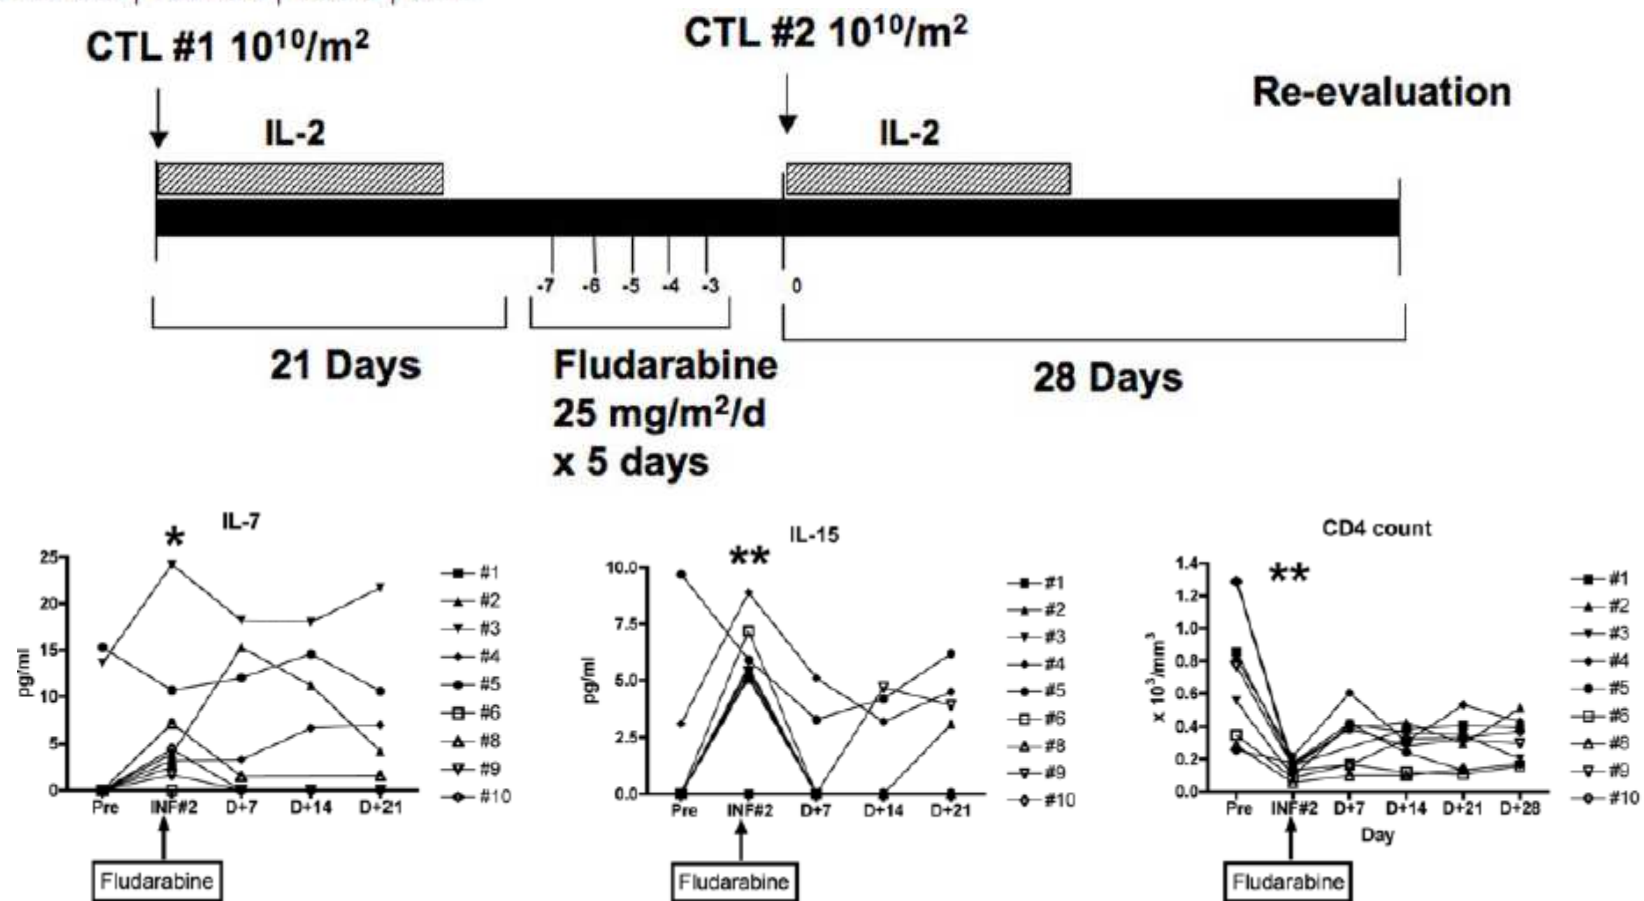 CTL #1 10¹⁰/m²
CTL #2 10¹⁰/m²
Re-evaluation
IL-2
IL-2
-7 -6 -5 -4 -3 0
21 Days
Fludarabine
25 mg/m²/d
x 5 days
28 Days
IL-7
*
25
20
15
10
5
0
pg/ml
Pre INF#2 D+7 D+14 D+21
Fludarabine
#1
#2
#3
#4
#5
#6
#8
#9
#10
IL-15
**
10.0
7.5
5.0
2.5
0.0
pg/ml
Pre INF#2 D+7 D+14 D+21
Fludarabine
#1
#2
#3
#4
#5
#6
#8
#9
#10
CD4 count
**
1.4
1.2
1.0
0.8
0.6
0.4
0.2
0.0
x 10³/mm³
Pre INF#2 D+7 D+14 D+21 D+28
Day
Fludarabine
#1
#2
#3
#4
#5
#6
#8
#9
#10